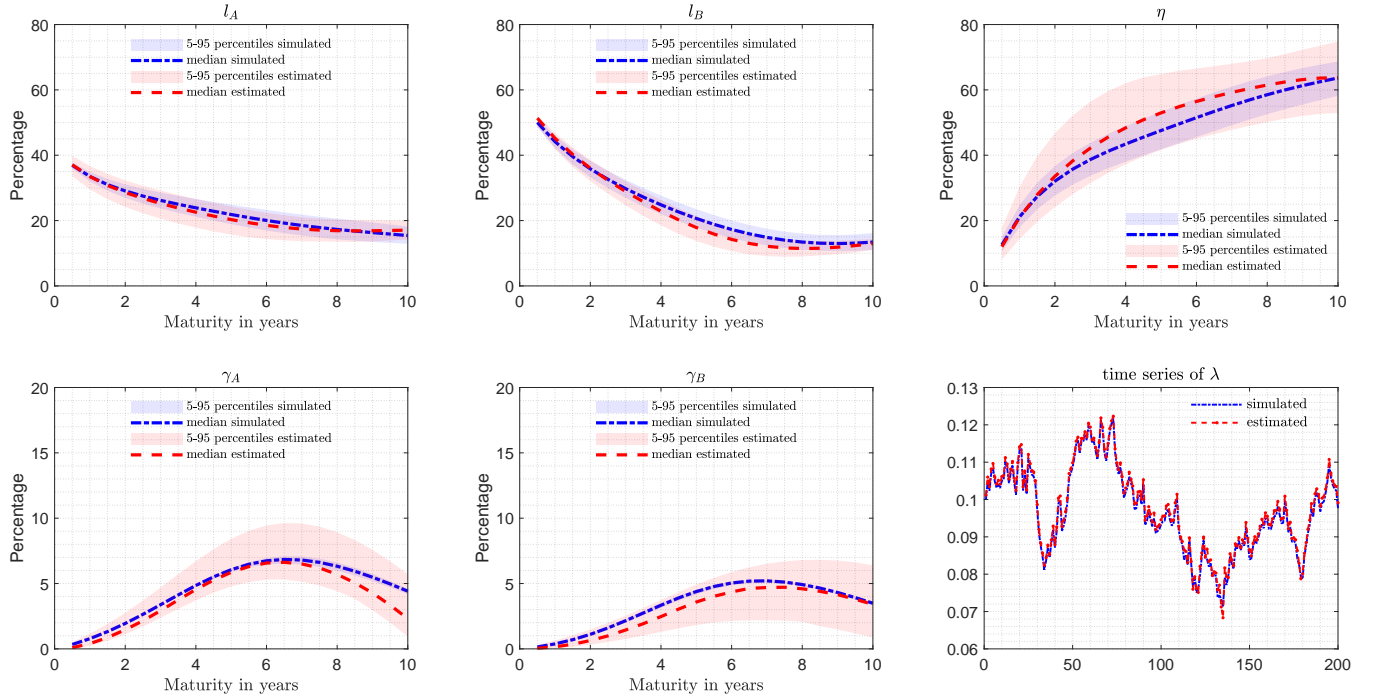 l_A
80
60
40
20
0
Percentage
5-95 percentiles simulated
median simulated
5-95 percentiles estimated
median estimated
0 2 4 6 8 10
Maturity in years
l_B
80
60
40
20
0
Percentage
5-95 percentiles simulated
median simulated
5-95 percentiles estimated
median estimated
0 2 4 6 8 10
Maturity in years
η
80
60
40
20
0
Percentage
5-95 percentiles simulated
median simulated
5-95 percentiles estimated
median estimated
0 2 4 6 8 10
Maturity in years
γ_A
20
15
10
5
0
Percentage
5-95 percentiles simulated
median simulated
5-95 percentiles estimated
median estimated
0 2 4 6 8 10
Maturity in years
γ_B
20
15
10
5
0
Percentage
5-95 percentiles simulated
median simulated
5-95 percentiles estimated
median estimated
0 2 4 6 8 10
Maturity in years
time series of λ
0.13
0.12
0.11
0.1
0.09
0.08
0.07
0.06
simulated
estimated
0 50 100 150 200